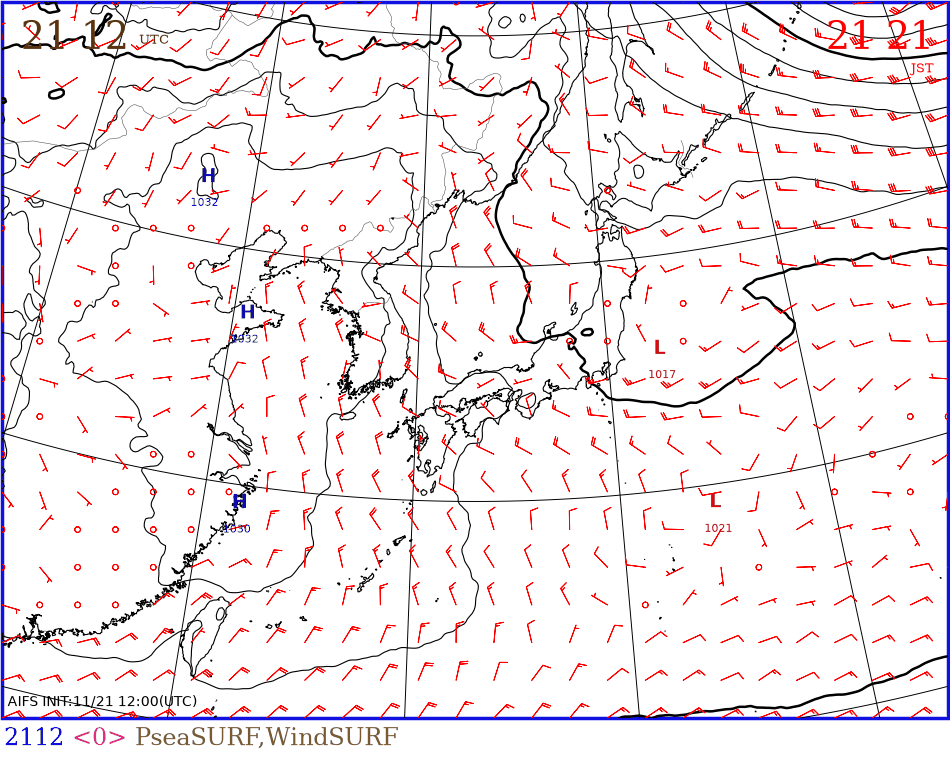 21 12 UTC 21 21
JST
H
1032
H
1032
L
1017
H
1030
L
1021
AIFS INIT:11/21 12:00(UTC)
2112 <0> PseaSURF,WindSURF